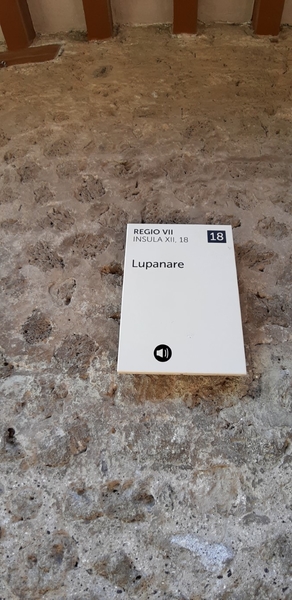 REGIO VII
INSULA XII, 18
18
Lupanare